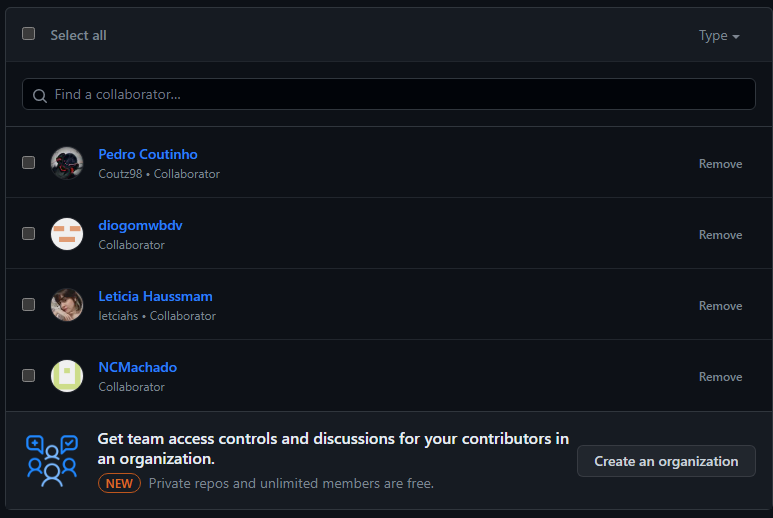 Select all
Type
Find a collaborator...
Pedro Coutinho
Coutz98 • Collaborator
Remove
diogomwbdv
Collaborator
Remove
Leticia Haussmam
letciahs • Collaborator
Remove
NCMachado
Collaborator
Remove
Get team access controls and discussions for your contributors in
an organization.
NEW Private repos and unlimited members are free.
Create an organization